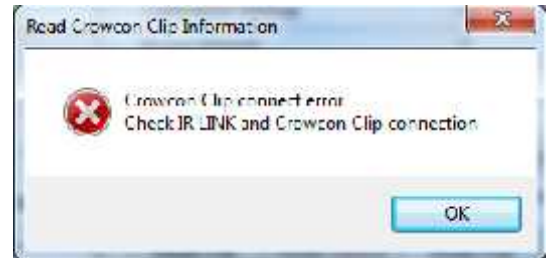 Read Crowcon Clip Information
Crowcon Clip connect error
Check IR LINK and Crowcon Clip connection
OK